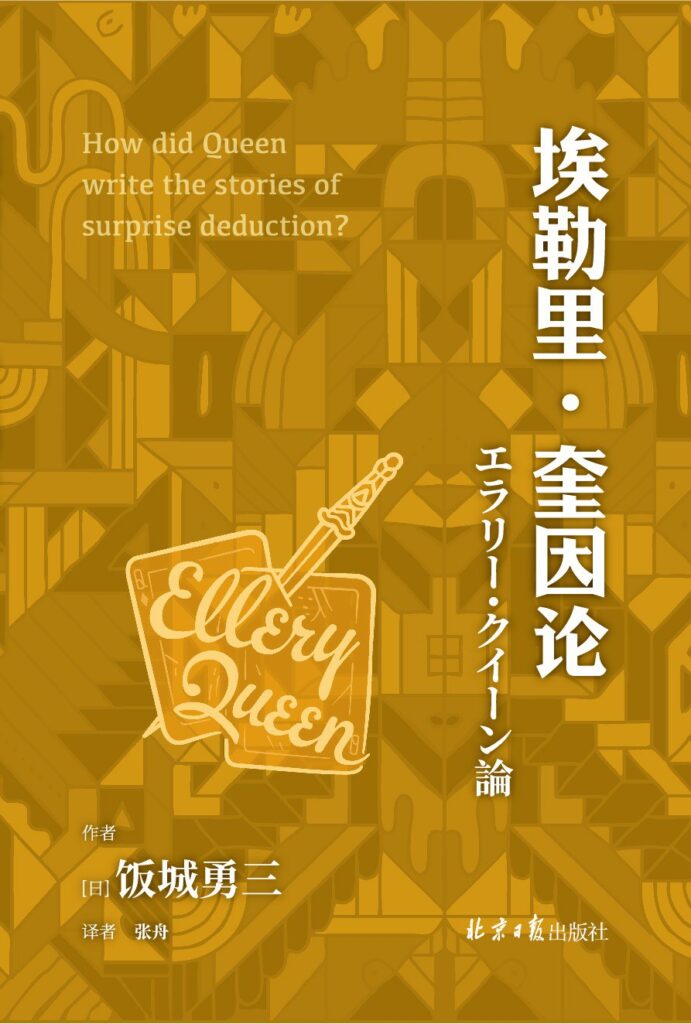 How did Queen
write the stories of
surprise deduction?
埃勒里·奎因论
エラリー・クイーン論
Ellery
Queen
作者
[日] 饭城勇三
译者 张舟
北京日报出版社